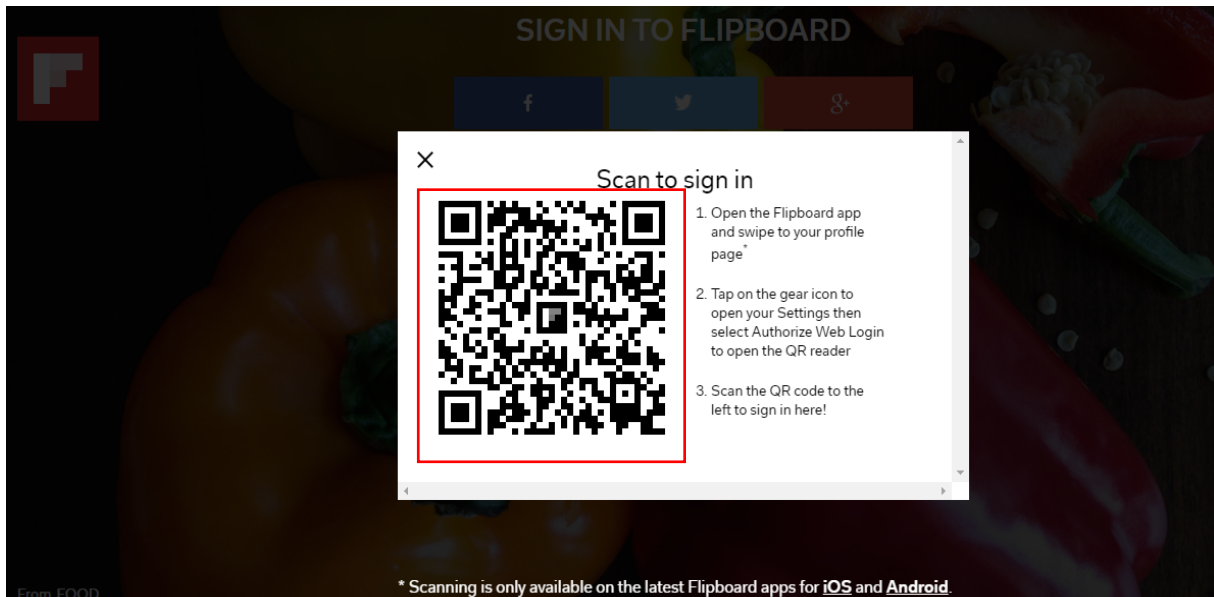 SIGN IN TO FLIPBOARD
f
g+
Scan to sign in
1. Open the Flipboard app
and swipe to your profile
page*
2. Tap on the gear icon to
open your Settings then
select Authorize Web Login
to open the QR reader
3. Scan the QR code to the
left to sign in here!
From FOOD
* Scanning is only available on the latest Flipboard apps for iOS and Android.